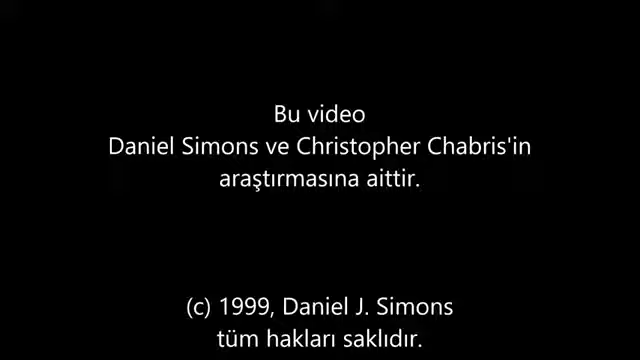 Bu video
Daniel Simons ve Christopher Chabris'in
araştırmasına aittir.
(c) 1999, Daniel J. Simons
tüm hakları saklıdır.